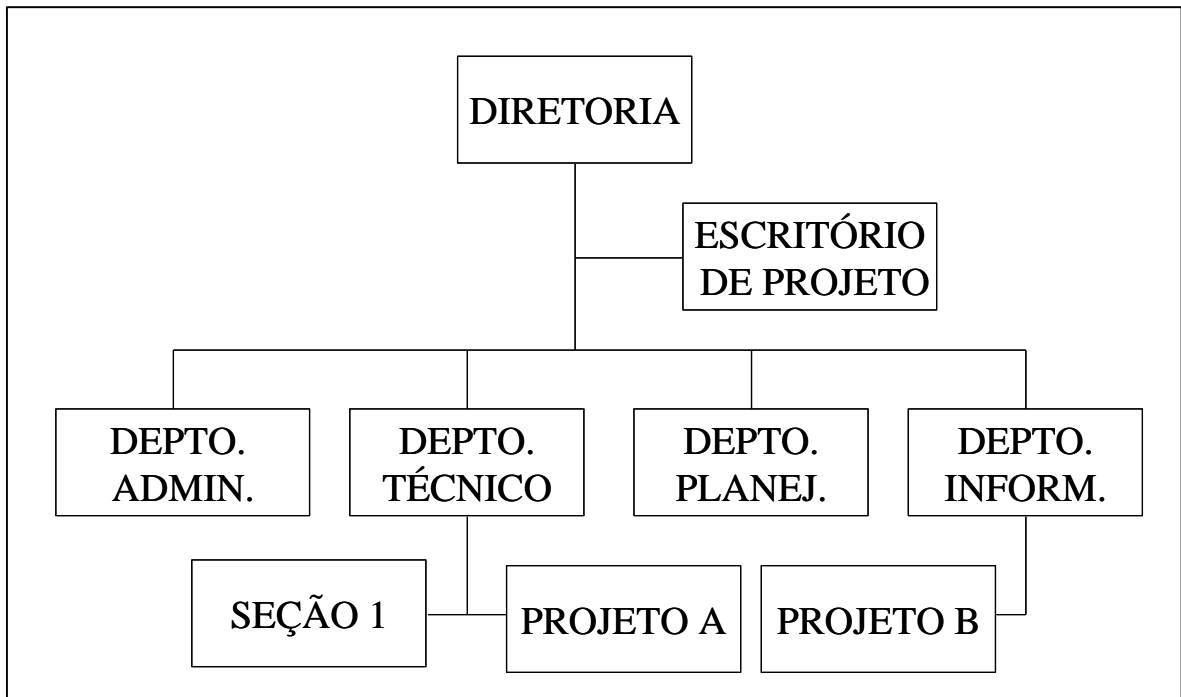 DIRETORIA
ESCRITÓRIO
DE PROJETO
DEPTO.
ADMIN.
DEPTO.
TÉCNICO
DEPTO.
PLANEJ.
DEPTO.
INFORM.
SEÇÃO 1
PROJETO A
PROJETO B